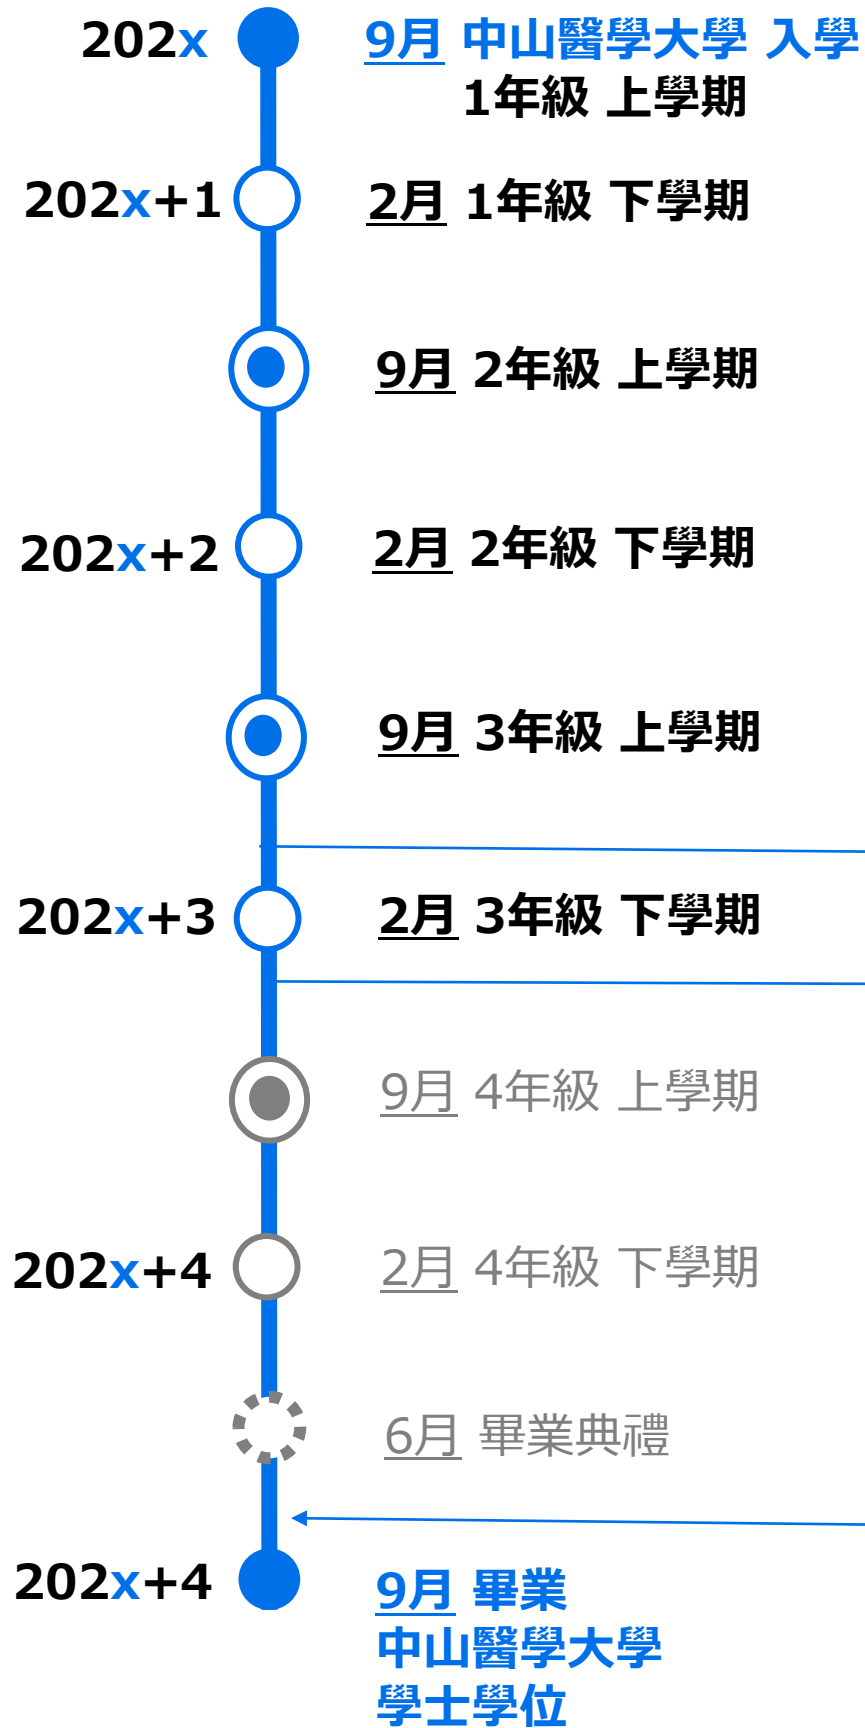 202x 9月 中山醫學大學 入學
1年級 上學期
202x+1 2月 1年級 下學期
9月 2年級 上學期
202x+2 2月 2年級 下學期
9月 3年級 上學期
202x+3 2月 3年級 下學期
9月 4年級 上學期
202x+4 2月 4年級 下學期
6月 畢業典禮
202x+4 9月 畢業
中山醫學大學
學士學位